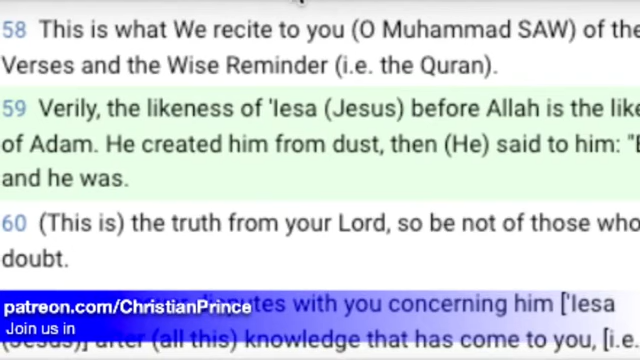 58 This is what We recite to you (O Muhammad SAW) of the
Verses and the Wise Reminder (i.e. the Quran).
59 Verily, the likeness of 'Iesa (Jesus) before Allah is the like
of Adam. He created him from dust, then (He) said to him: "
and he was.
60 (This is) the truth from your Lord, so be not of those who
doubt.
patreon.com/ChristianPrince
with you concerning him ['Iesa
Join us in
(Jesus)] after (all this) knowledge that has come to you, [i.e.